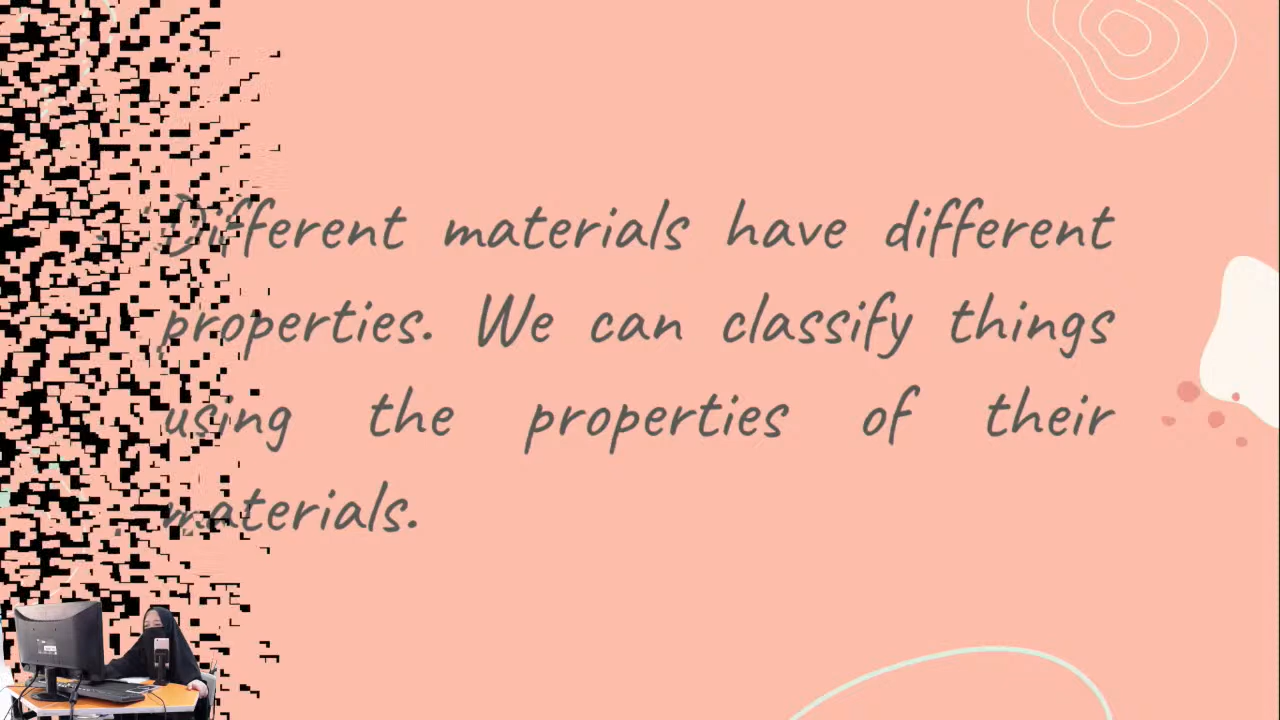 Different materials have different
properties. We can classify things
using the properties of their
materials.